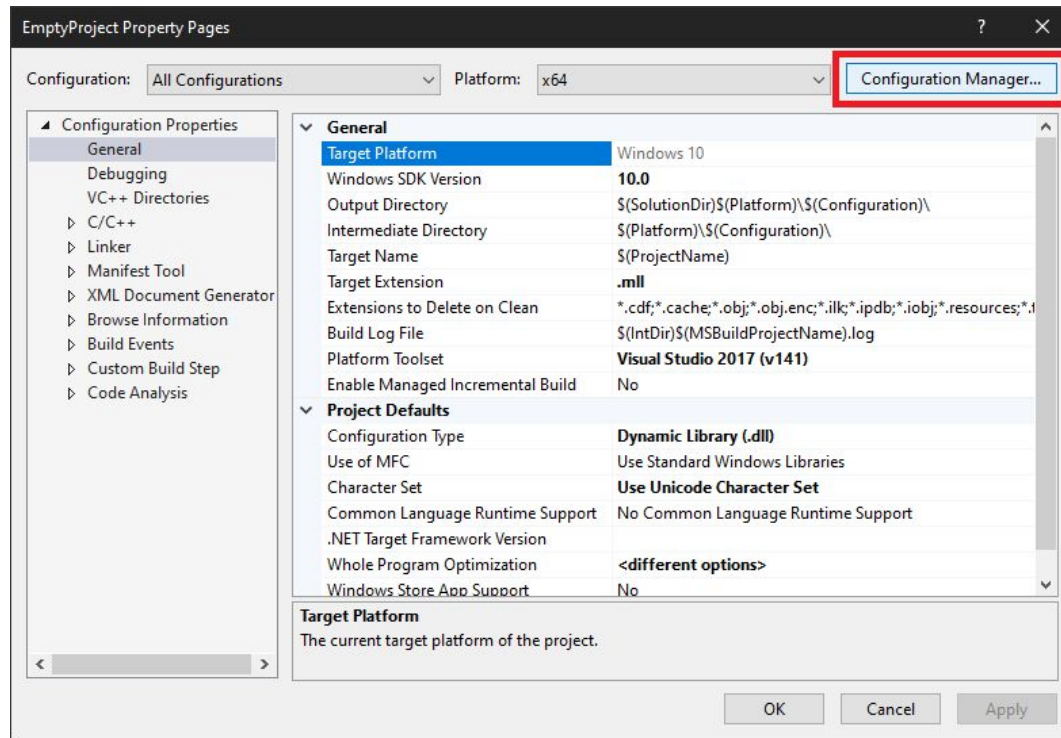 EmptyProject Property Pages
?
Configuration: All Configurations Platform: x64 Configuration Manager...
Configuration Properties
General
Debugging
VC++ Directories
C/C++
Linker
Manifest Tool
XML Document Generator
Browse Information
Build Events
Custom Build Step
Code Analysis
General
Target Platform Windows 10
Windows SDK Version 10.0
Output Directory $(SolutionDir)$(Platform)\$(Configuration)\
Intermediate Directory $(Platform)\$(Configuration)\
Target Name $(ProjectName)
Target Extension .mll
Extensions to Delete on Clean *.cdf;*.cache;*.obj;*.obj.enc;*.ilk;*.ipdb;*.iobj;*.resources;*.t
Build Log File $(IntDir)$(MSBuildProjectName).log
Platform Toolset Visual Studio 2017 (v141)
Enable Managed Incremental Build No
Project Defaults
Configuration Type Dynamic Library (.dll)
Use of MFC Use Standard Windows Libraries
Character Set Use Unicode Character Set
Common Language Runtime Support No Common Language Runtime Support
.NET Target Framework Version
Whole Program Optimization <different options>
Windows Store App Support No
Target Platform
The current target platform of the project.
OK Cancel Apply